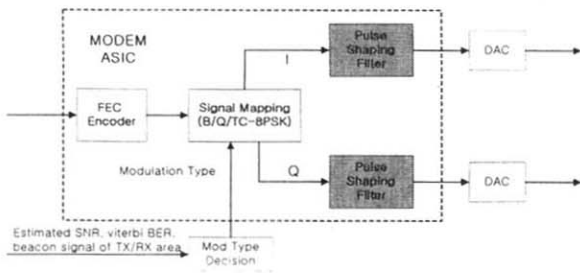 MODEM
ASIC
Pulse
Shaping
Filter
DAC
I
FEC
Encoder
Signal Mapping
(B/Q/TC-8PSK)
Modulation Type
Q
Pulse
Shaping
Filter
DAC
Estimated SNR, viterbi BER,
beacon signal of TX/RX area
Mod Type
Decision